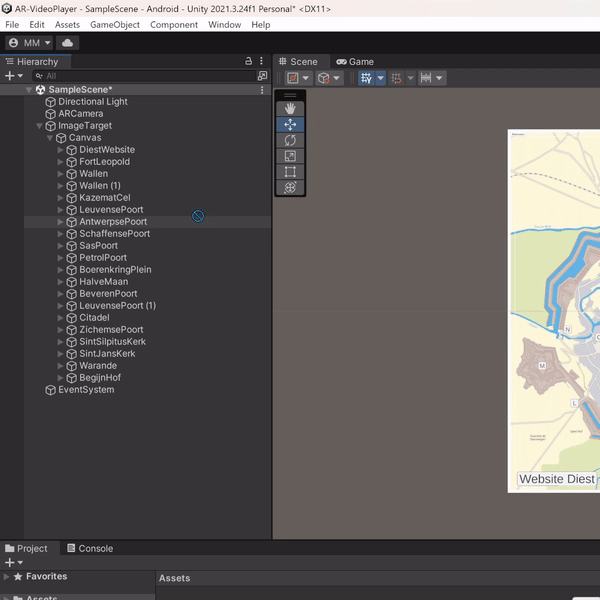 AR-VideoPlayer - SampleScene - Android - Unity 2021.3.24f1 Personal* <DX11>
File Edit Assets GameObject Component Window Help
MM
Hierarchy
Scene
Game
All
SampleScene*
Directional Light
ARCamera
ImageTarget
Canvas
DiestWebsite
FortLeopold
Wallen
Wallen (1)
KazematCel
LeuvensePoort
AntwerpsePoort
SchaffensePoort
SasPoort
PetrolPoort
BoerenkringPlein
HalveMaan
BeverenPoort
LeuvensePoort (1)
Citadel
ZichemsePoort
SintSilpitusKerk
SintJansKerk
Warande
BegijnHof
EventSystem
N
M
L
Website Diest
Project
Console
Favorites
Assets
Assets